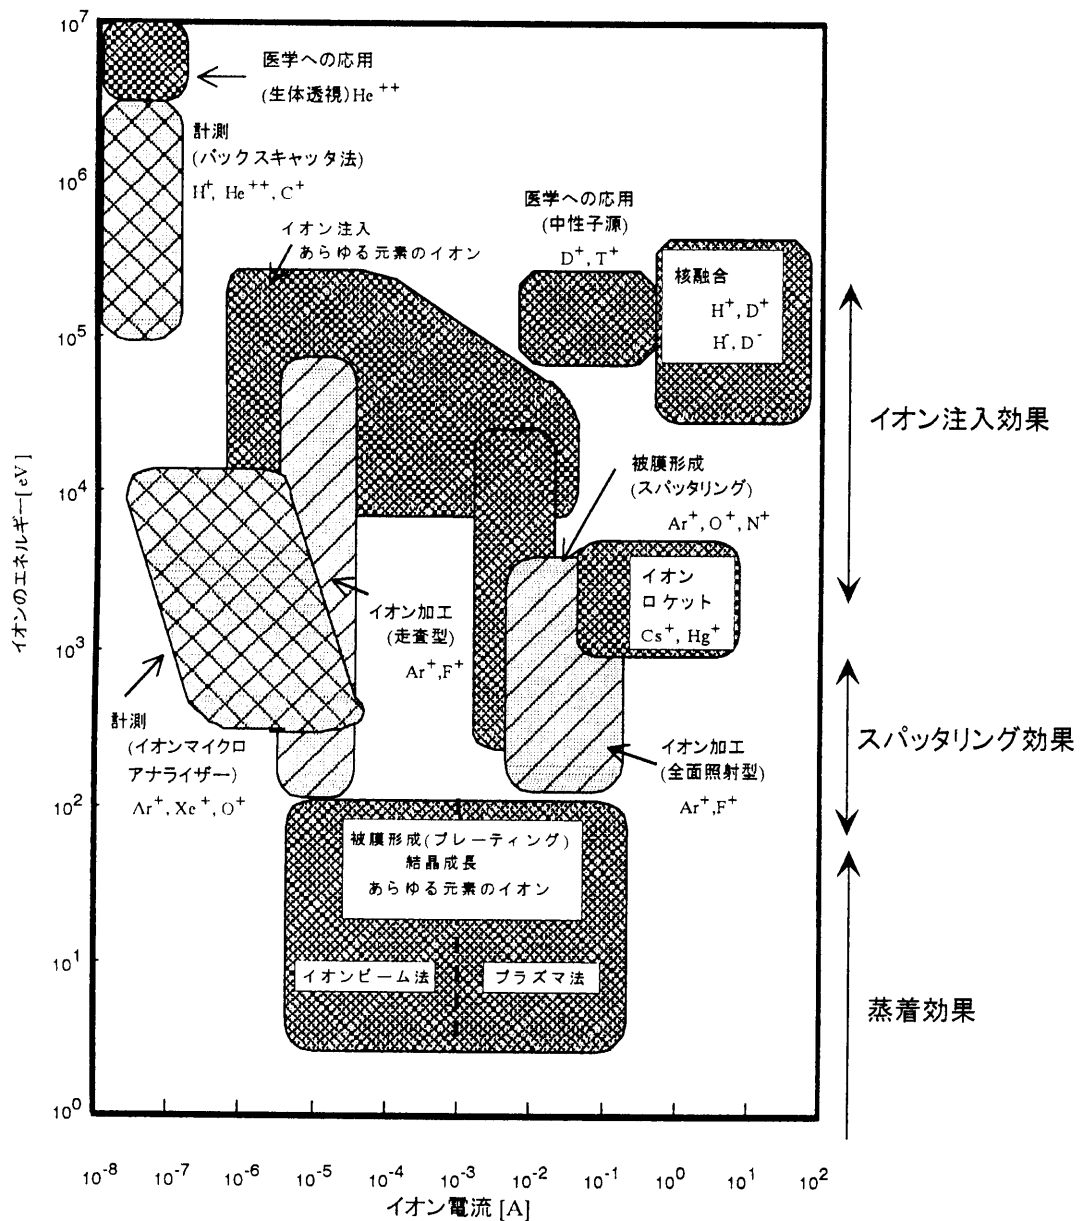 10⁷
医学への応用
(生体透視)He⁺⁺
計測
(バックスキャッタ法)
H⁺, He⁺⁺, C⁺
10⁶
医学への応用
(中性子源)
D⁺, T⁺
イオン注入
あらゆる元素のイオン
核融合
H⁺, D⁺
H⁻, D⁻
10⁵
イオン注入効果
被膜形成
(スパッタリング)
Ar⁺, O⁺, N⁺
10⁴
イオンのエネルギー[eV]
イオン
ロケット
Cs⁺, Hg⁺
イオン加工
(走査型)
Ar⁺,F⁺
10³
計測
(イオンマイクロ
アナライザー)
Ar⁺, Xe⁺, O⁺
スパッタリング効果
イオン加工
(全面照射型)
Ar⁺,F⁺
10²
被膜形成(プレーティング)
結晶成長
あらゆる元素のイオン
10¹
イオンビーム法
プラズマ法
蒸着効果
10⁰
10⁻⁸ 10⁻⁷ 10⁻⁶ 10⁻⁵ 10⁻⁴ 10⁻³ 10⁻² 10⁻¹ 10⁰ 10¹ 10²
イオン電流 [A]